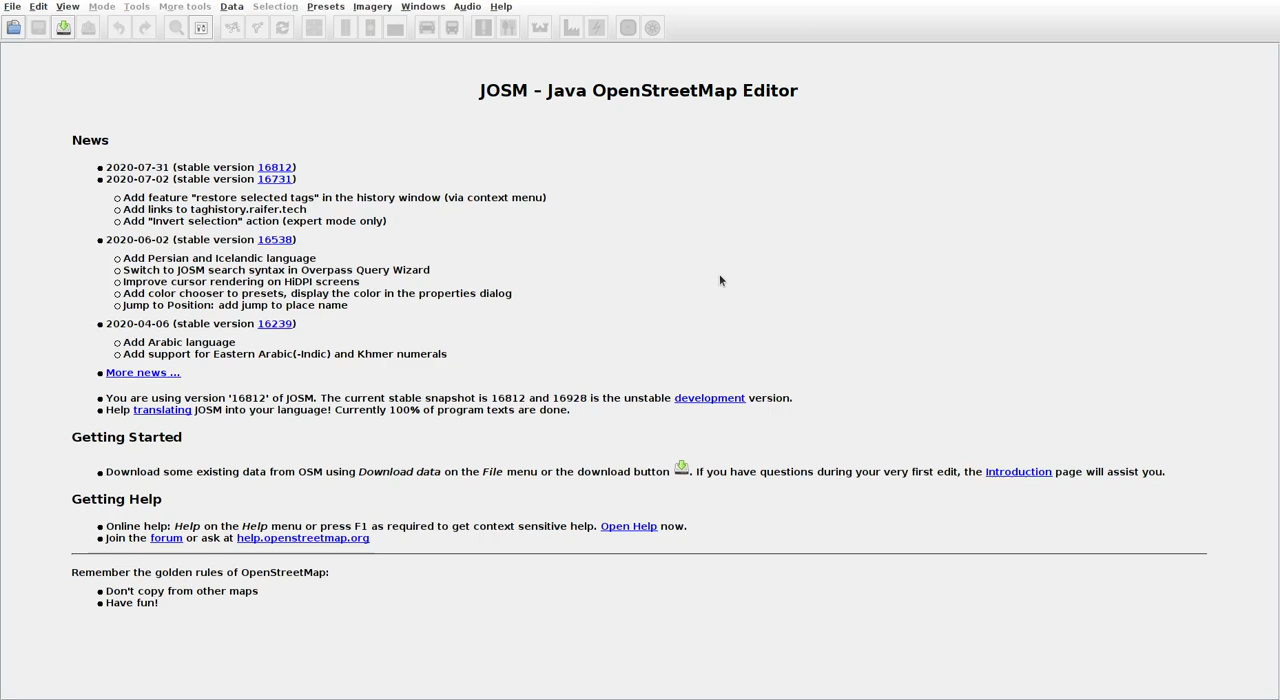 File Edit View Mode Tools More tools Data Selection Presets Imagery Windows Audio Help
JOSM – Java OpenStreetMap Editor
News
2020-07-31 (stable version 16812)
2020-07-02 (stable version 16731)
Add feature "restore selected tags" in the history window (via context menu)
Add links to taghistory.raifer.tech
Add "Invert selection" action (expert mode only)
2020-06-02 (stable version 16538)
Add Persian and Icelandic language
Switch to JOSM search syntax in Overpass Query Wizard
Improve cursor rendering on HiDPI screens
Add color chooser to presets, display the color in the properties dialog
Jump to Position: add jump to place name
2020-04-06 (stable version 16239)
Add Arabic language
Add support for Eastern Arabic(-Indic) and Khmer numerals
More news ...
You are using version '16812' of JOSM. The current stable snapshot is 16812 and 16928 is the unstable development version.
Help translating JOSM into your language! Currently 100% of program texts are done.
Getting Started
Download some existing data from OSM using Download data on the File menu or the download button . If you have questions during your very first edit, the Introduction page will assist you.
Getting Help
Online help: Help on the Help menu or press F1 as required to get context sensitive help. Open Help now.
Join the forum or ask at help.openstreetmap.org
Remember the golden rules of OpenStreetMap:
Don't copy from other maps
Have fun!